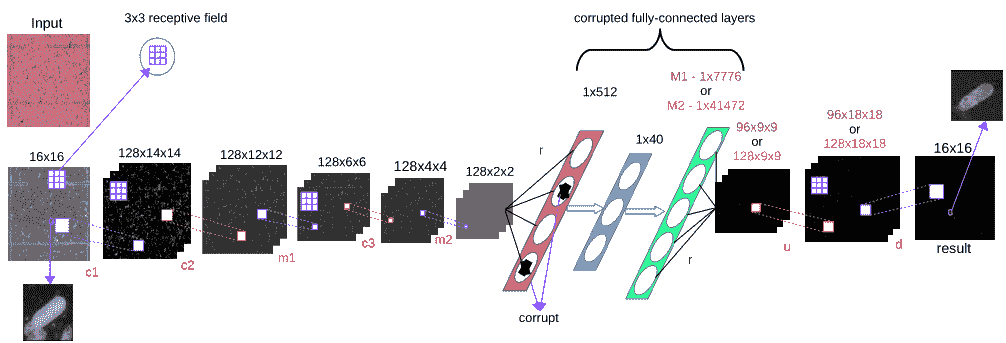 Input
3x3 receptive field
corrupted fully-connected layers
1x512
M1 - 1x7776
or
M2 - 1x41472
1x40
r
96x9x9
or
128x9x9
96x18x18
or
128x18x18
16x16
16x16
128x14x14
128x12x12
128x6x6
128x4x4
128x2x2
c1
c2
m1
c3
m2
r
u
d
result
corrupt